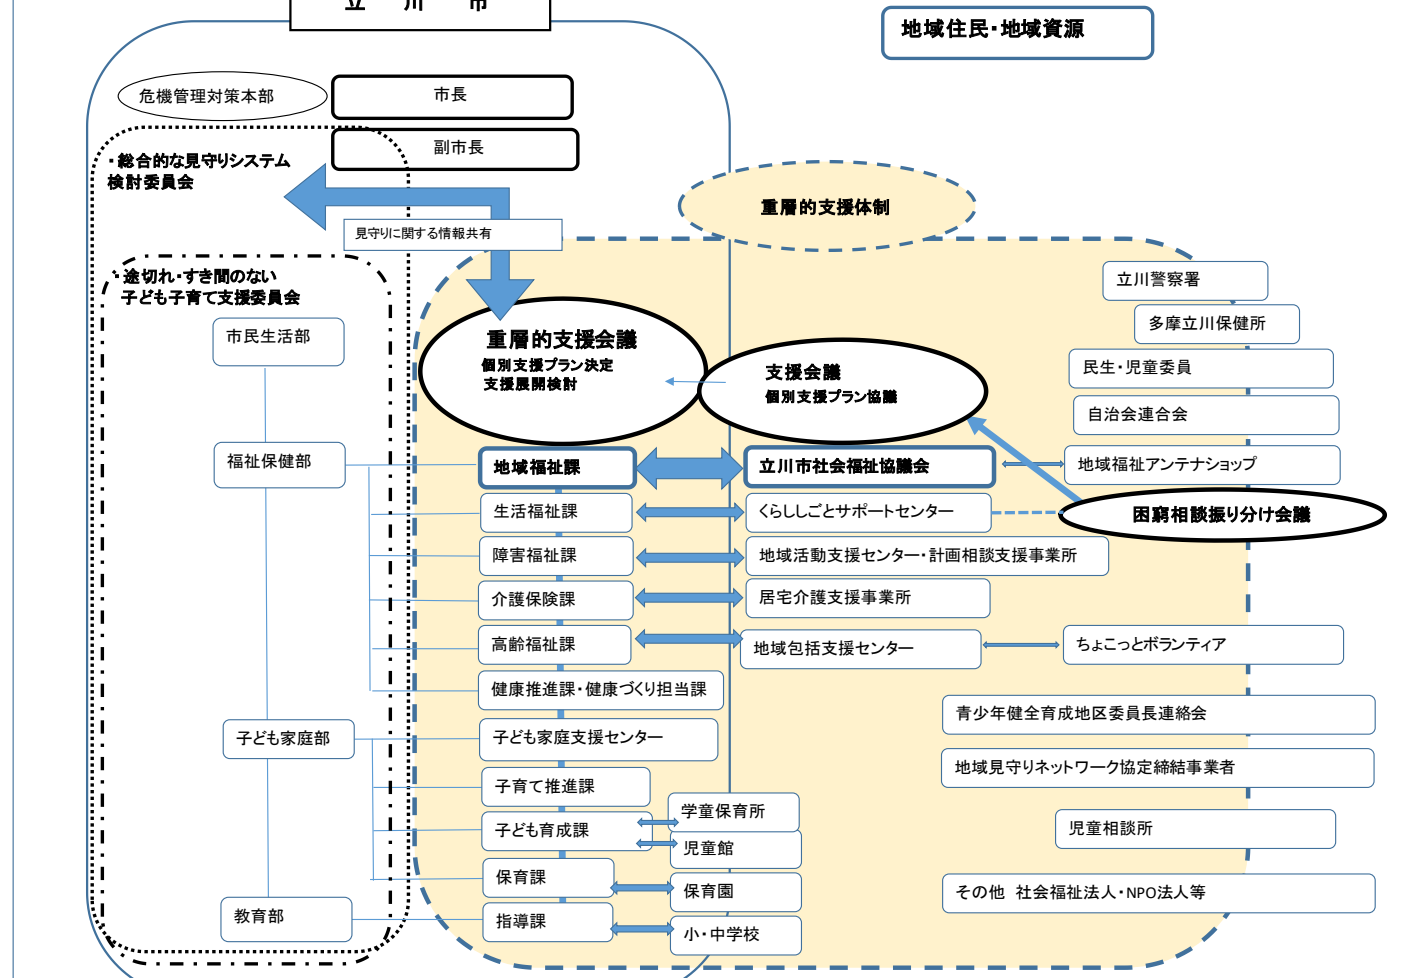 立 川 市
地域住民・地域資源
危機管理対策本部
市長
副市長
・総合的な見守りシステム
検討委員会
重層的支援体制
見守りに関する情報共有
・途切れ・すき間のない
子ども子育て支援委員会
立川警察署
多摩立川保健所
市民生活部
重層的支援会議
個別支援プラン決定
支援展開検討
支援会議
個別支援プラン協議
民生・児童委員
自治会連合会
福祉保健部
地域福祉課
立川市社会福祉協議会
地域福祉アンテナショップ
生活福祉課
くらししごとサポートセンター
困窮相談振り分け会議
障害福祉課
地域活動支援センター・計画相談支援事業所
介護保険課
居宅介護支援事業所
高齢福祉課
地域包括支援センター
ちょこっとボランティア
健康推進課・健康づくり担当課
青少年健全育成地区委員長連絡会
子ども家庭部
子ども家庭支援センター
地域見守りネットワーク協定締結事業者
子育て推進課
学童保育所
子ども育成課
児童館
児童相談所
保育課
保育園
その他 社会福祉法人・NPO法人等
教育部
指導課
小・中学校